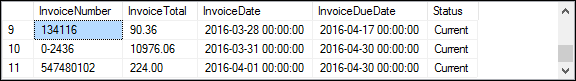 InvoiceNumber InvoiceTotal InvoiceDate InvoiceDueDate Status
9 134116 90.36 2016-03-28 00:00:00 2016-04-17 00:00:00 Current
10 0-2436 10976.06 2016-03-31 00:00:00 2016-04-30 00:00:00 Current
11 547480102 224.00 2016-04-01 00:00:00 2016-04-30 00:00:00 Current